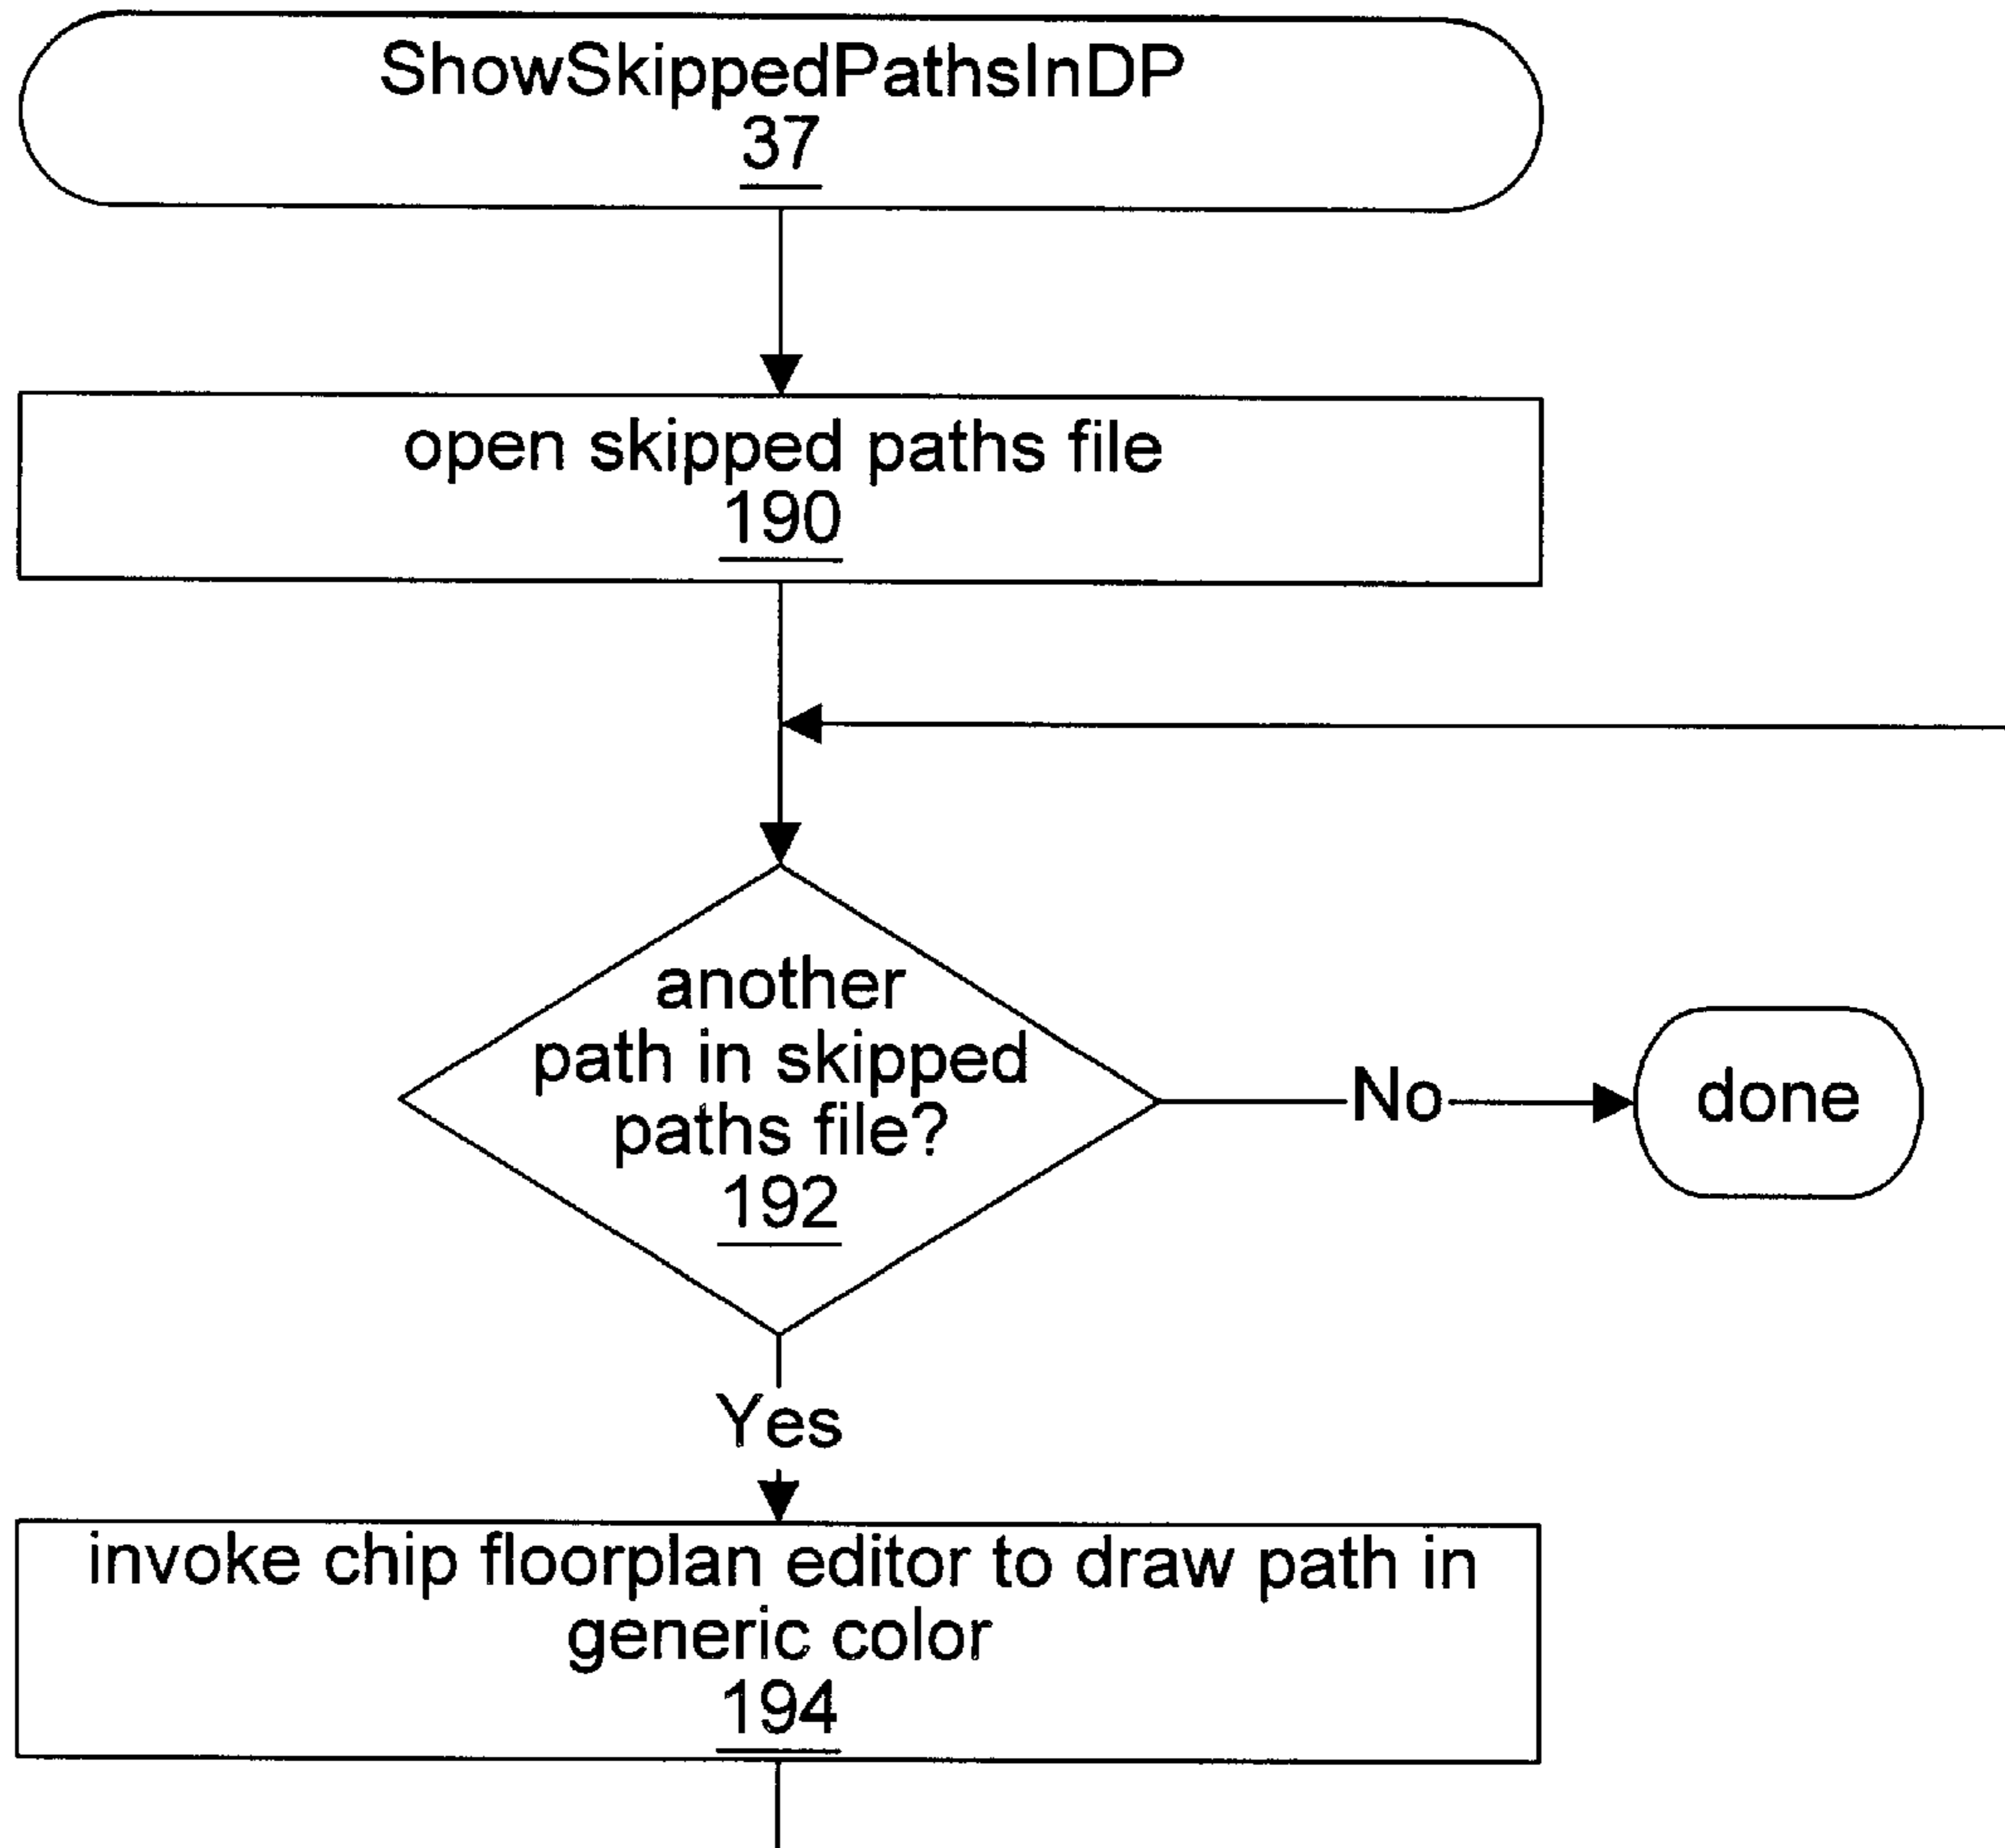 ShowSkippedPathsInDP
37
open skipped paths file
190
another
path in skipped
paths file?
192
No
done
Yes
invoke chip floorplan editor to draw path in
generic color
194